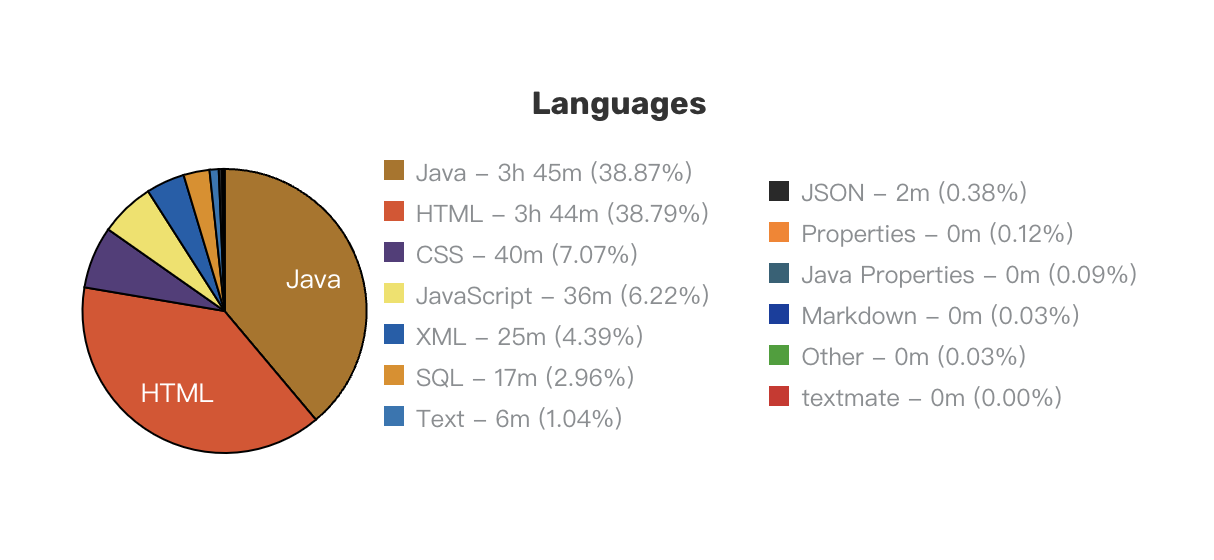 Languages
Java
HTML
Java – 3h 45m (38.87%)
HTML – 3h 44m (38.79%)
CSS – 40m (7.07%)
JavaScript – 36m (6.22%)
XML – 25m (4.39%)
SQL – 17m (2.96%)
Text – 6m (1.04%)
JSON – 2m (0.38%)
Properties – 0m (0.12%)
Java Properties – 0m (0.09%)
Markdown – 0m (0.03%)
Other – 0m (0.03%)
textmate – 0m (0.00%)